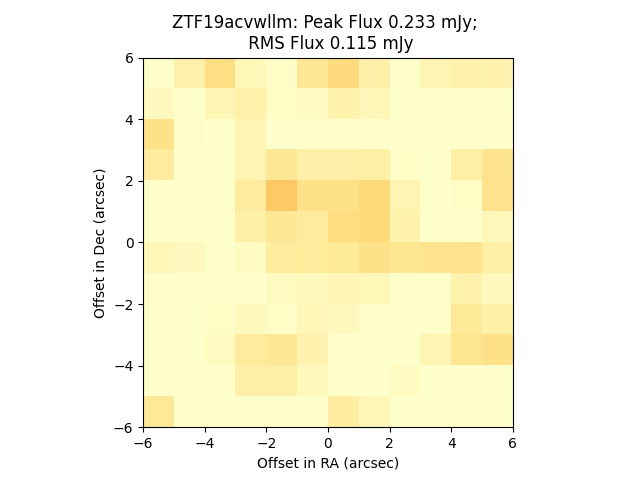 ZTF19acvwllm: Peak Flux 0.233 mJy;
RMS Flux 0.115 mJy
6
4
2
0
−2
−4
−6
Offset in Dec (arcsec)
−6 −4 −2 0 2 4 6
Offset in RA (arcsec)